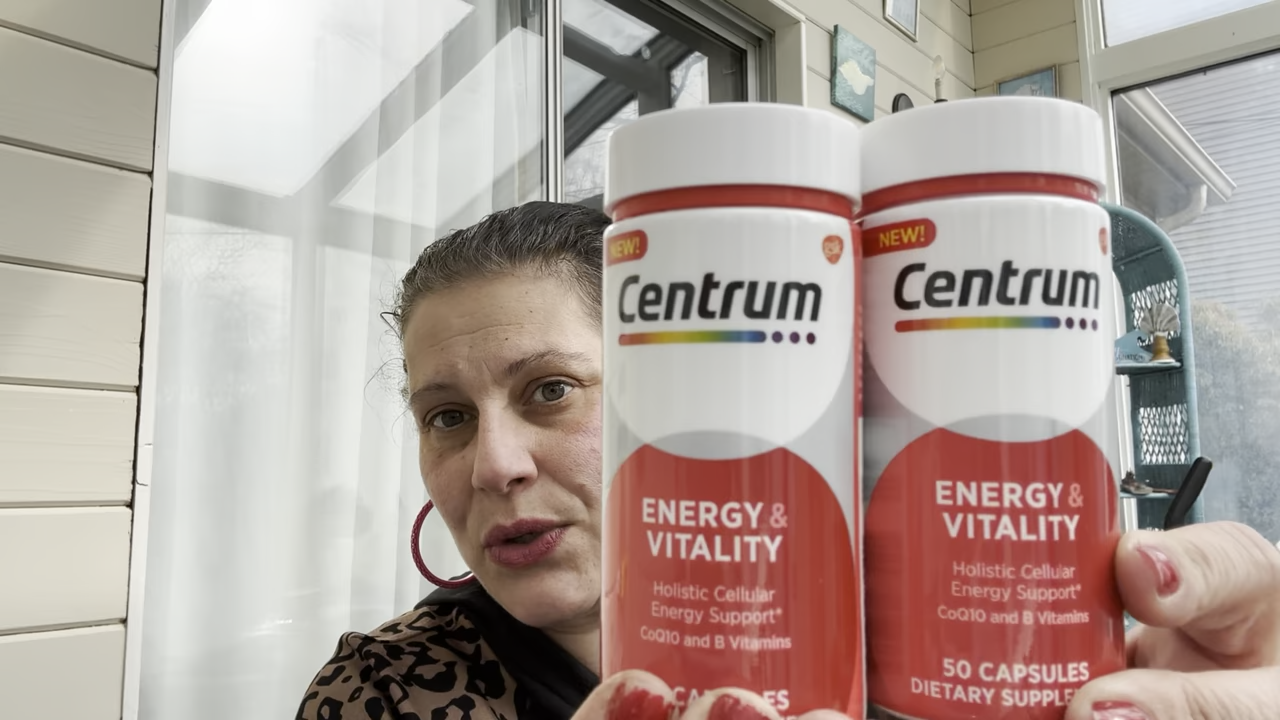 NEW!
Centrum
ENERGY &
VITALITY
Holistic Cellular
Energy Support*
CoQ10 and B Vitamins
NEW!
Centrum
ENERGY &
VITALITY
Holistic Cellular
Energy Support*
CoQ10 and B Vitamins
50 CAPSULES
DIETARY